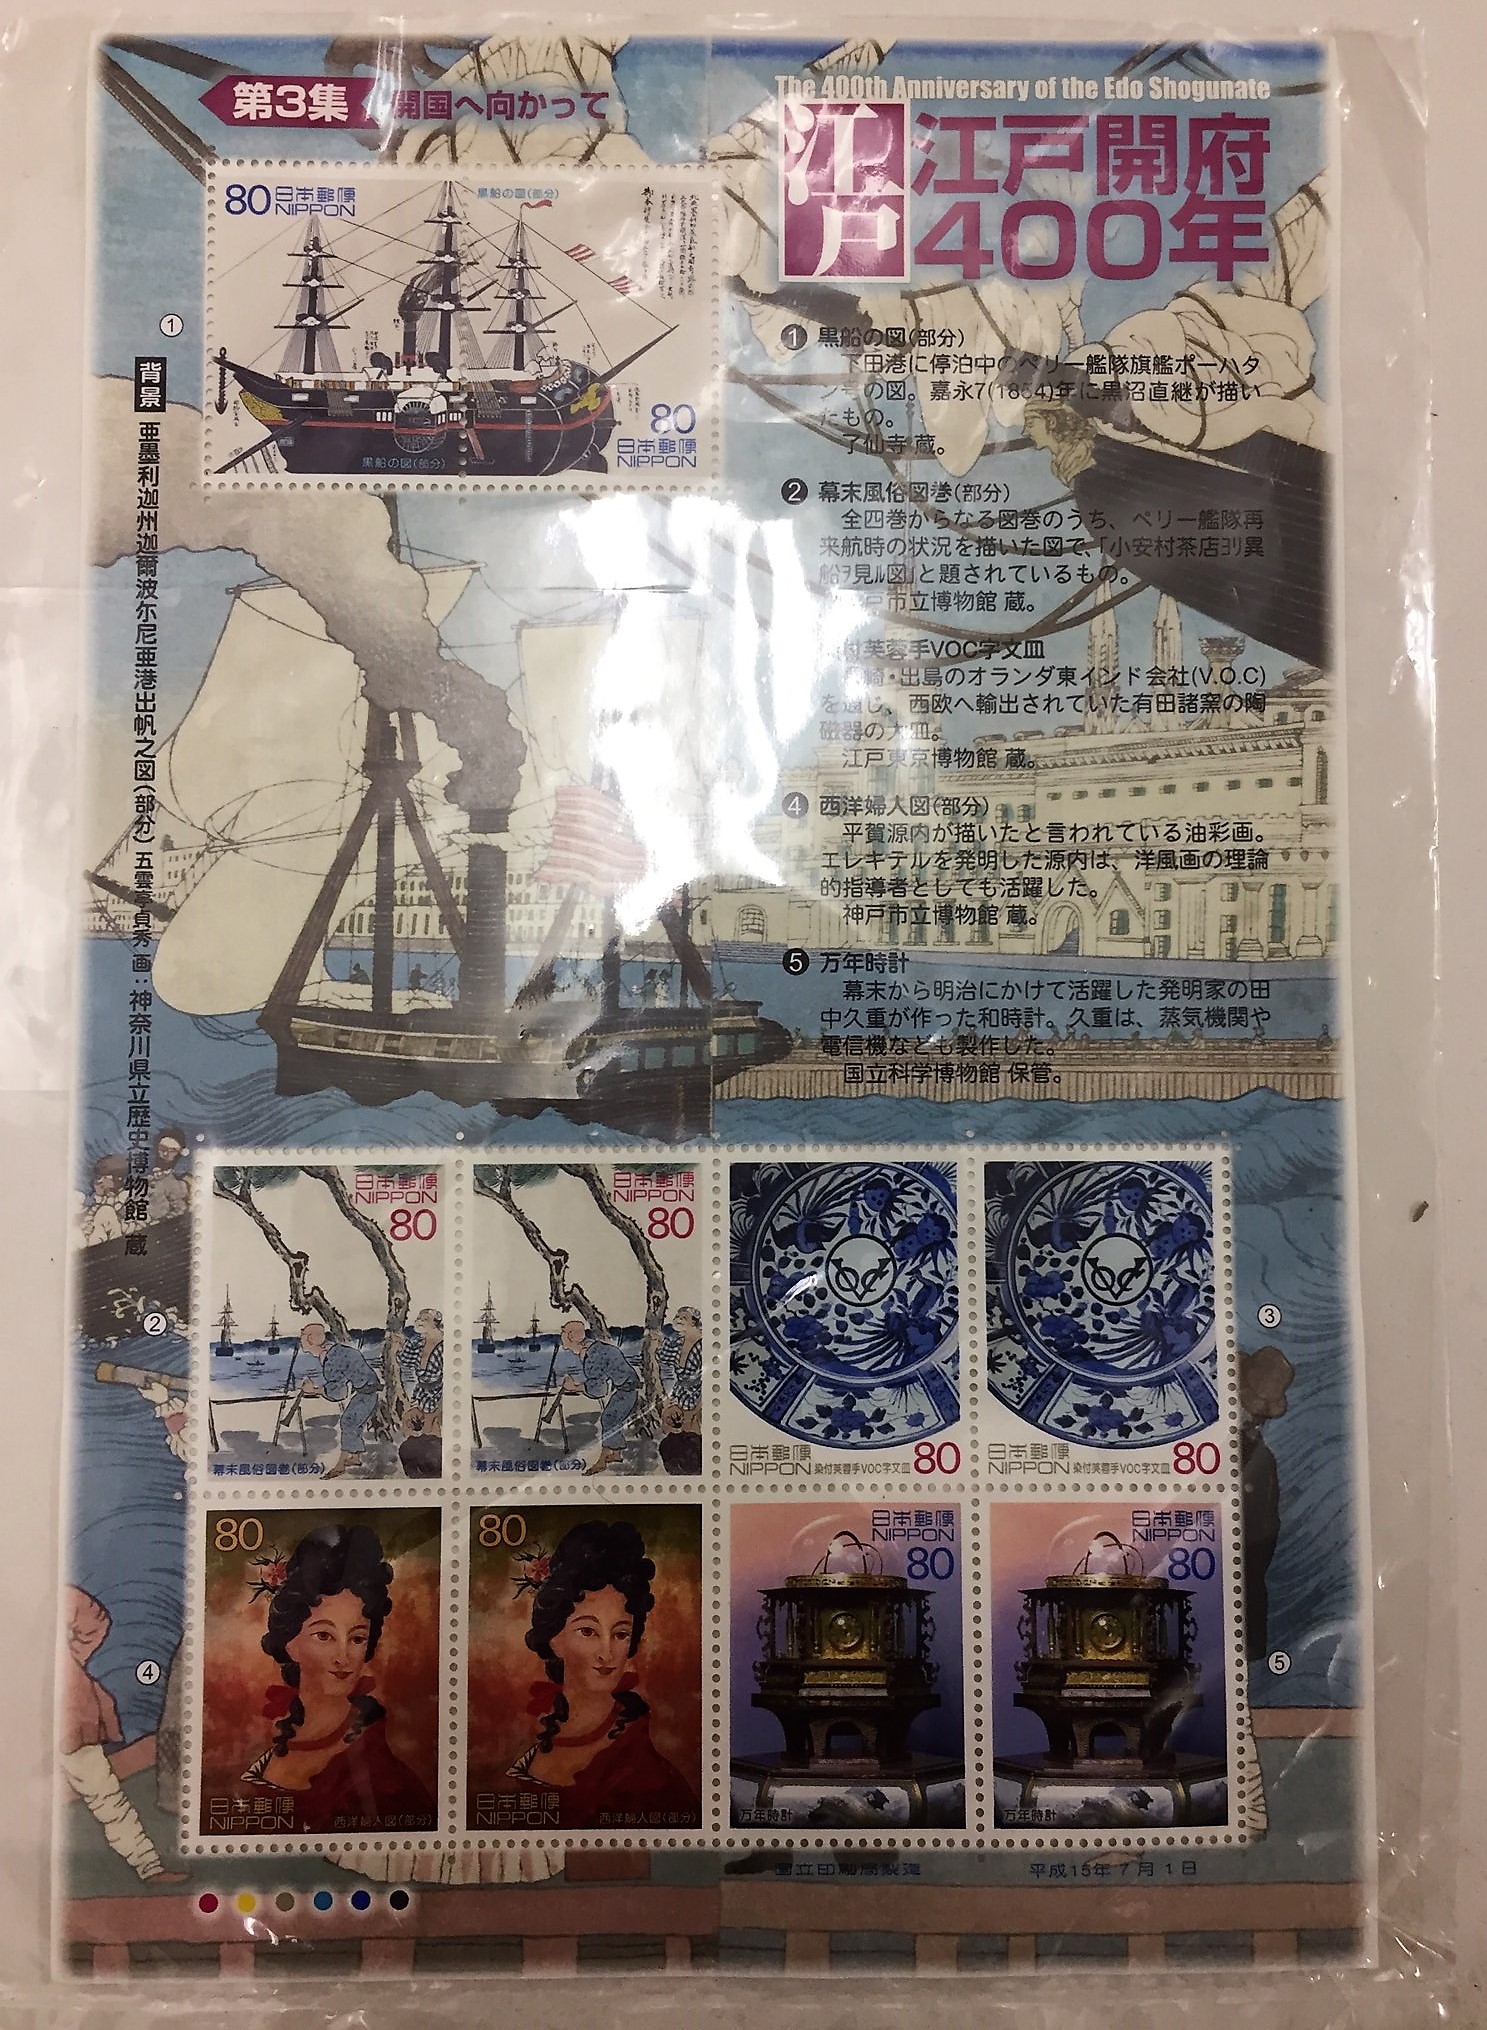 第3集 開国へ向かって
The 400th Anniversary of the Edo Shogunate
江戸
江戸開府
400年
80 日本郵便
NIPPON
黒船の図(部分)
80
日本郵便
NIPPON
黒船の図(部分)
①
背景 亜墨利迦州迦爾波尓尼亜港出帆之図(部分) 五雲亭貞秀 画:神奈川県立歴史博物館 蔵
❶ 黒船の図(部分)
下田港に停泊中のペリー艦隊旗艦ポーハタ
ン号の図。嘉永7(1854)年に黒沼直継が描い
たもの。
了仙寺 蔵。
❷ 幕末風俗図巻(部分)
全四巻からなる図巻のうち、ペリー艦隊再
来航時の状況を描いた図で、「小安村茶店ヨリ異
船ヲ見ル図」と題されているもの。
戸市立博物館 蔵。
付芙蓉手VOC字文皿
崎・出島のオランダ東インド会社(V.O.C)
を通じ、西欧へ輸出されていた有田諸窯の陶
磁器の大皿。
江戸東京博物館 蔵。
❹ 西洋婦人図(部分)
平賀源内が描いたと言われている油彩画。
エレキテルを発明した源内は、洋風画の理論
的指導者としても活躍した。
神戸市立博物館 蔵。
❺ 万年時計
幕末から明治にかけて活躍した発明家の田
中久重が作った和時計。久重は、蒸気機関や
電信機なども製作した。
国立科学博物館 保管。
②
日本郵便
NIPPON
80
幕末風俗図巻(部分)
日本郵便
NIPPON
80
幕末風俗図巻(部分)
VOC
日本郵便
NIPPON 染付芙蓉手VOC字文皿 80
VOC
日本郵便
NIPPON 染付芙蓉手VOC字文皿 80
③
④
80
日本郵便
NIPPON 西洋婦人図(部分)
80
日本郵便
NIPPON 西洋婦人図(部分)
日本郵便
NIPPON
80
万年時計
日本郵便
NIPPON
80
万年時計
⑤
国立印刷局製造 平成15年7月1日